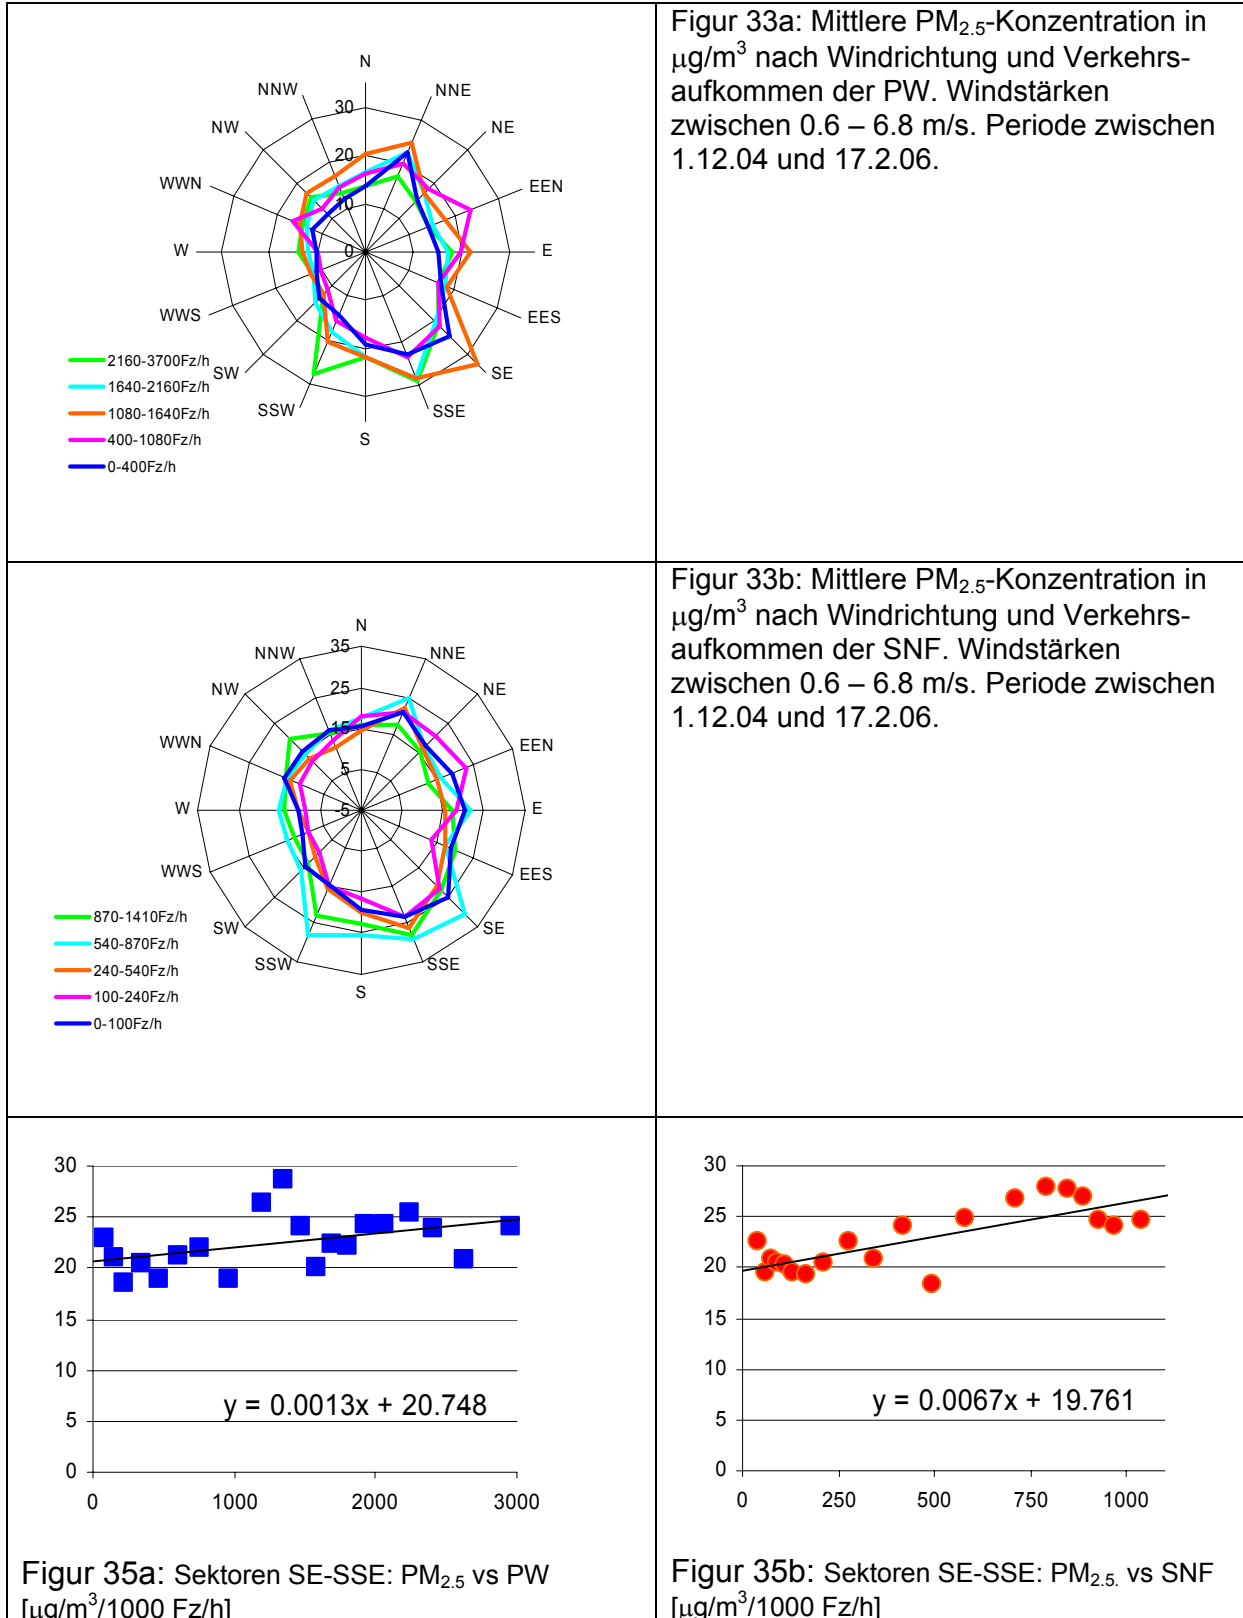 N
NNW
NNE
30
NW
NE
20
WWN
EEN
10
W
0
E
WWS
EES
SW
SE
SSW
SSE
S
2160-3700Fz/h
1640-2160Fz/h
1080-1640Fz/h
400-1080Fz/h
0-400Fz/h
Figur 33a: Mittlere PM2.5-Konzentration in
μg/m³ nach Windrichtung und Verkehrs-
aufkommen der PW. Windstärken
zwischen 0.6 – 6.8 m/s. Periode zwischen
1.12.04 und 17.2.06.
N
35
NNW
NNE
25
NW
NE
15
WWN
EEN
5
W
-5
E
WWS
EES
SW
SE
SSW
SSE
S
870-1410Fz/h
540-870Fz/h
240-540Fz/h
100-240Fz/h
0-100Fz/h
Figur 33b: Mittlere PM2.5-Konzentration in
μg/m³ nach Windrichtung und Verkehrs-
aufkommen der SNF. Windstärken
zwischen 0.6 – 6.8 m/s. Periode zwischen
1.12.04 und 17.2.06.
30
25
20
15
10
5
0
y = 0.0013x + 20.748
0 1000 2000 3000
Figur 35a: Sektoren SE-SSE: PM2.5 vs PW
[μg/m³/1000 Fz/h]
30
25
20
15
10
5
0
y = 0.0067x + 19.761
0 250 500 750 1000
Figur 35b: Sektoren SE-SSE: PM2.5. vs SNF
[μg/m³/1000 Fz/h]